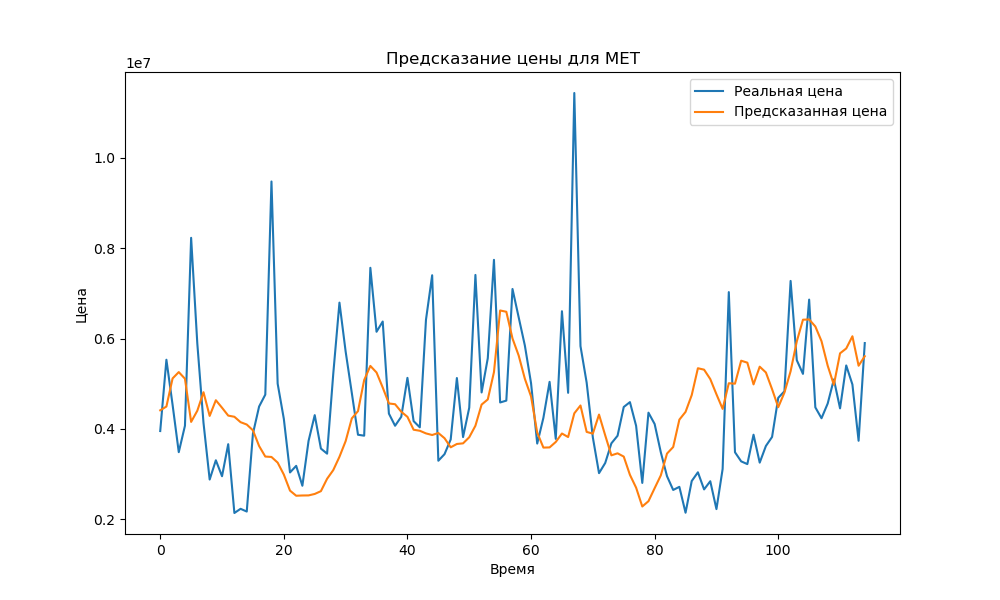 Предсказание цены для MET
1e7
Реальная цена
Предсказанная цена
1.0
0.8
0.6
0.4
0.2
Цена
0 20 40 60 80 100
Время